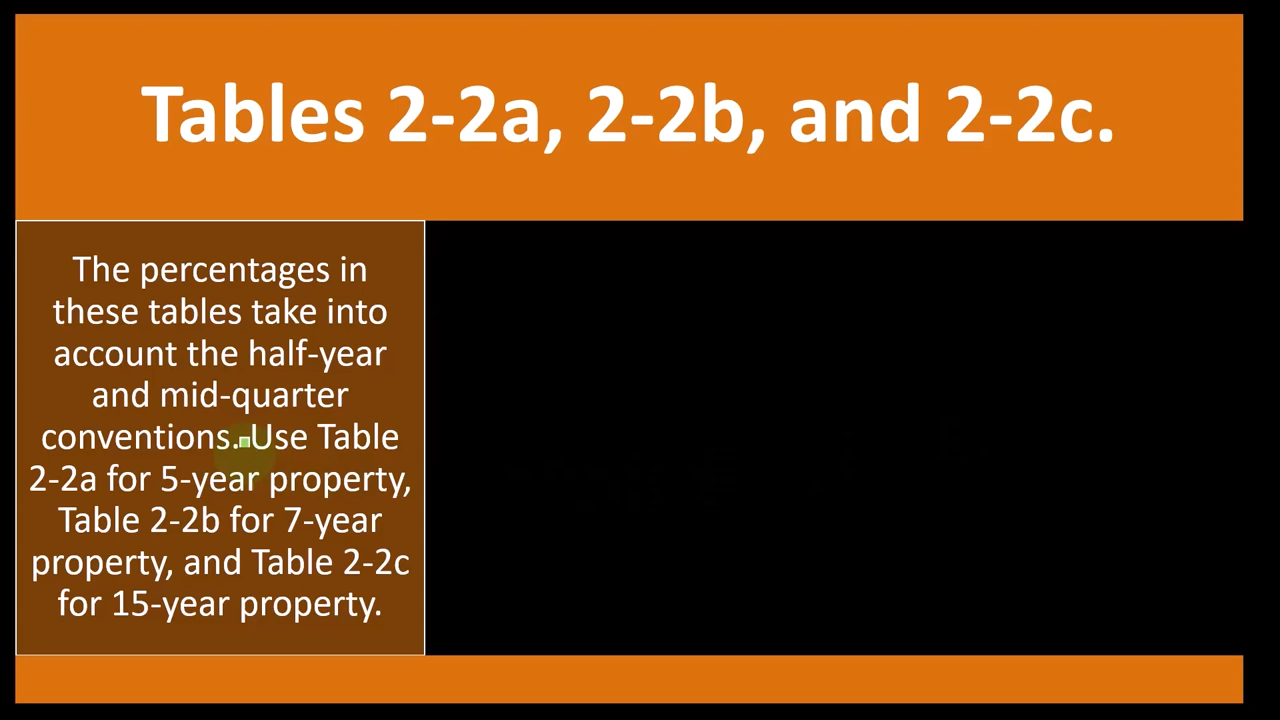 Tables 2-2a, 2-2b, and 2-2c.
The percentages in
these tables take into
account the half-year
and mid-quarter
conventions. Use Table
2-2a for 5-year property,
Table 2-2b for 7-year
property, and Table 2-2c
for 15-year property.